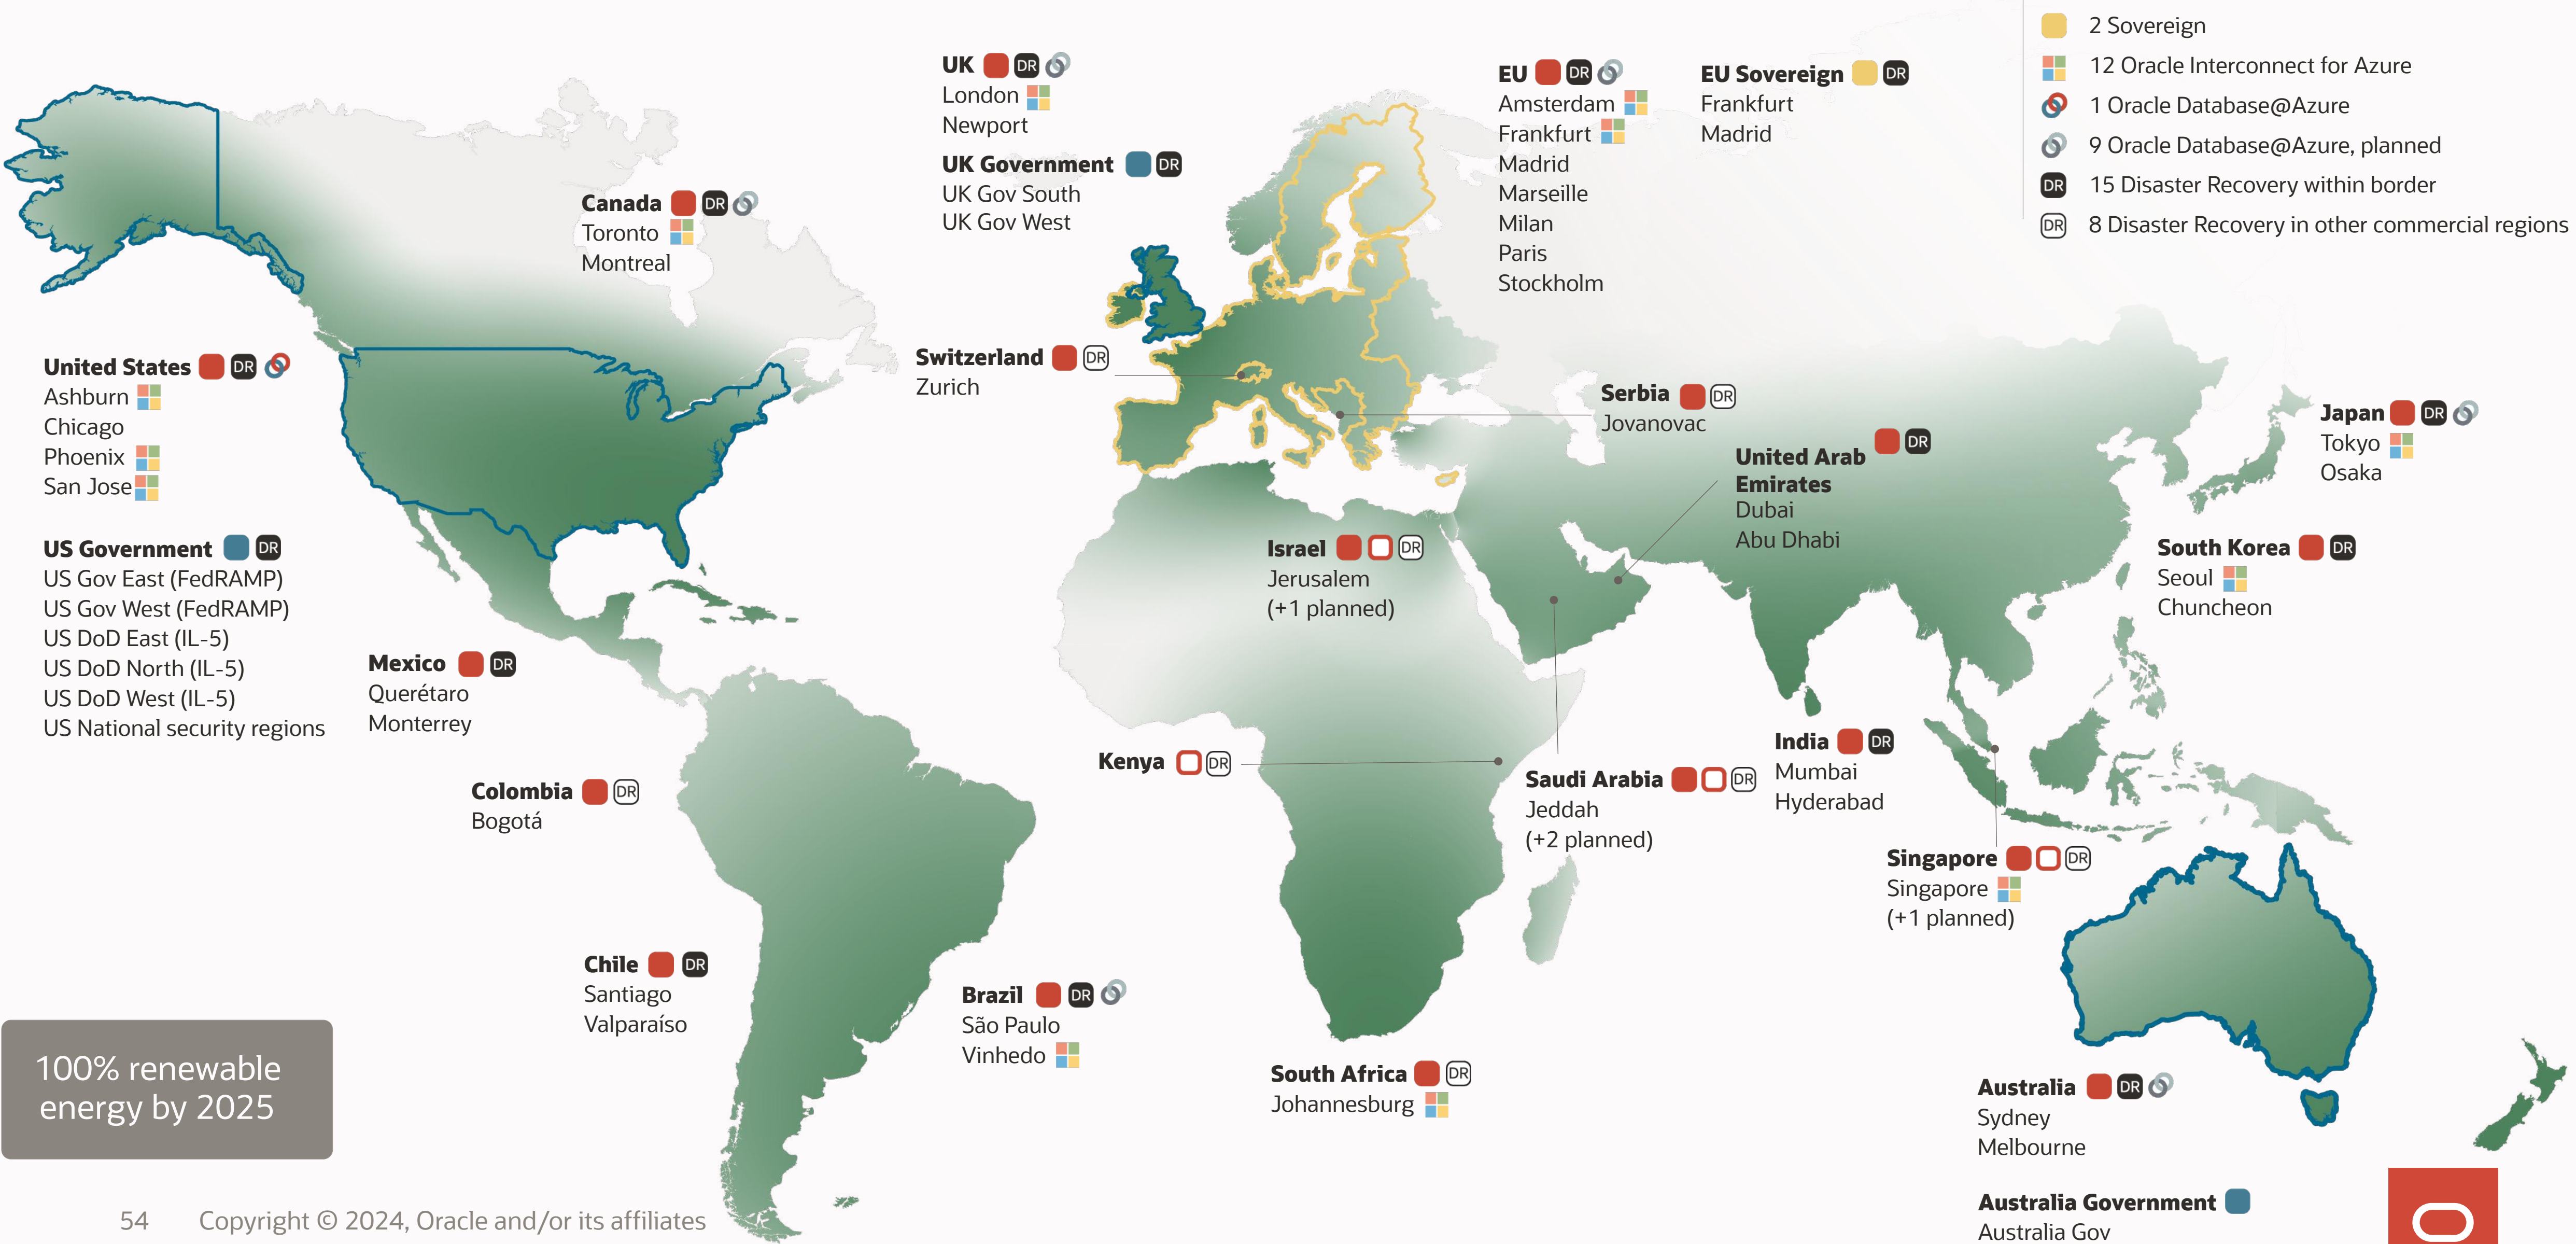 2 Sovereign
12 Oracle Interconnect for Azure
1 Oracle Database@Azure
9 Oracle Database@Azure, planned
DR 15 Disaster Recovery within border
DR 8 Disaster Recovery in other commercial regions
UK DR
London
Newport
UK Government DR
UK Gov South
UK Gov West
EU DR
Amsterdam
Frankfurt
Madrid
Marseille
Milan
Paris
Stockholm
EU Sovereign DR
Frankfurt
Madrid
Canada DR
Toronto
Montreal
United States DR
Ashburn
Chicago
Phoenix
San Jose
US Government DR
US Gov East (FedRAMP)
US Gov West (FedRAMP)
US DoD East (IL-5)
US DoD North (IL-5)
US DoD West (IL-5)
US National security regions
Switzerland DR
Zurich
Serbia DR
Jovanovac
United Arab DR
Emirates
Dubai
Abu Dhabi
Japan DR
Tokyo
Osaka
South Korea DR
Seoul
Chuncheon
Israel DR
Jerusalem
(+1 planned)
Mexico DR
Querétaro
Monterrey
Colombia DR
Bogotá
Kenya DR
Saudi Arabia DR
Jeddah
(+2 planned)
India DR
Mumbai
Hyderabad
Singapore DR
Singapore
(+1 planned)
Chile DR
Santiago
Valparaíso
Brazil DR
São Paulo
Vinhedo
South Africa DR
Johannesburg
Australia DR
Sydney
Melbourne
Australia Government
Australia Gov
100% renewable
energy by 2025
54 Copyright © 2024, Oracle and/or its affiliates